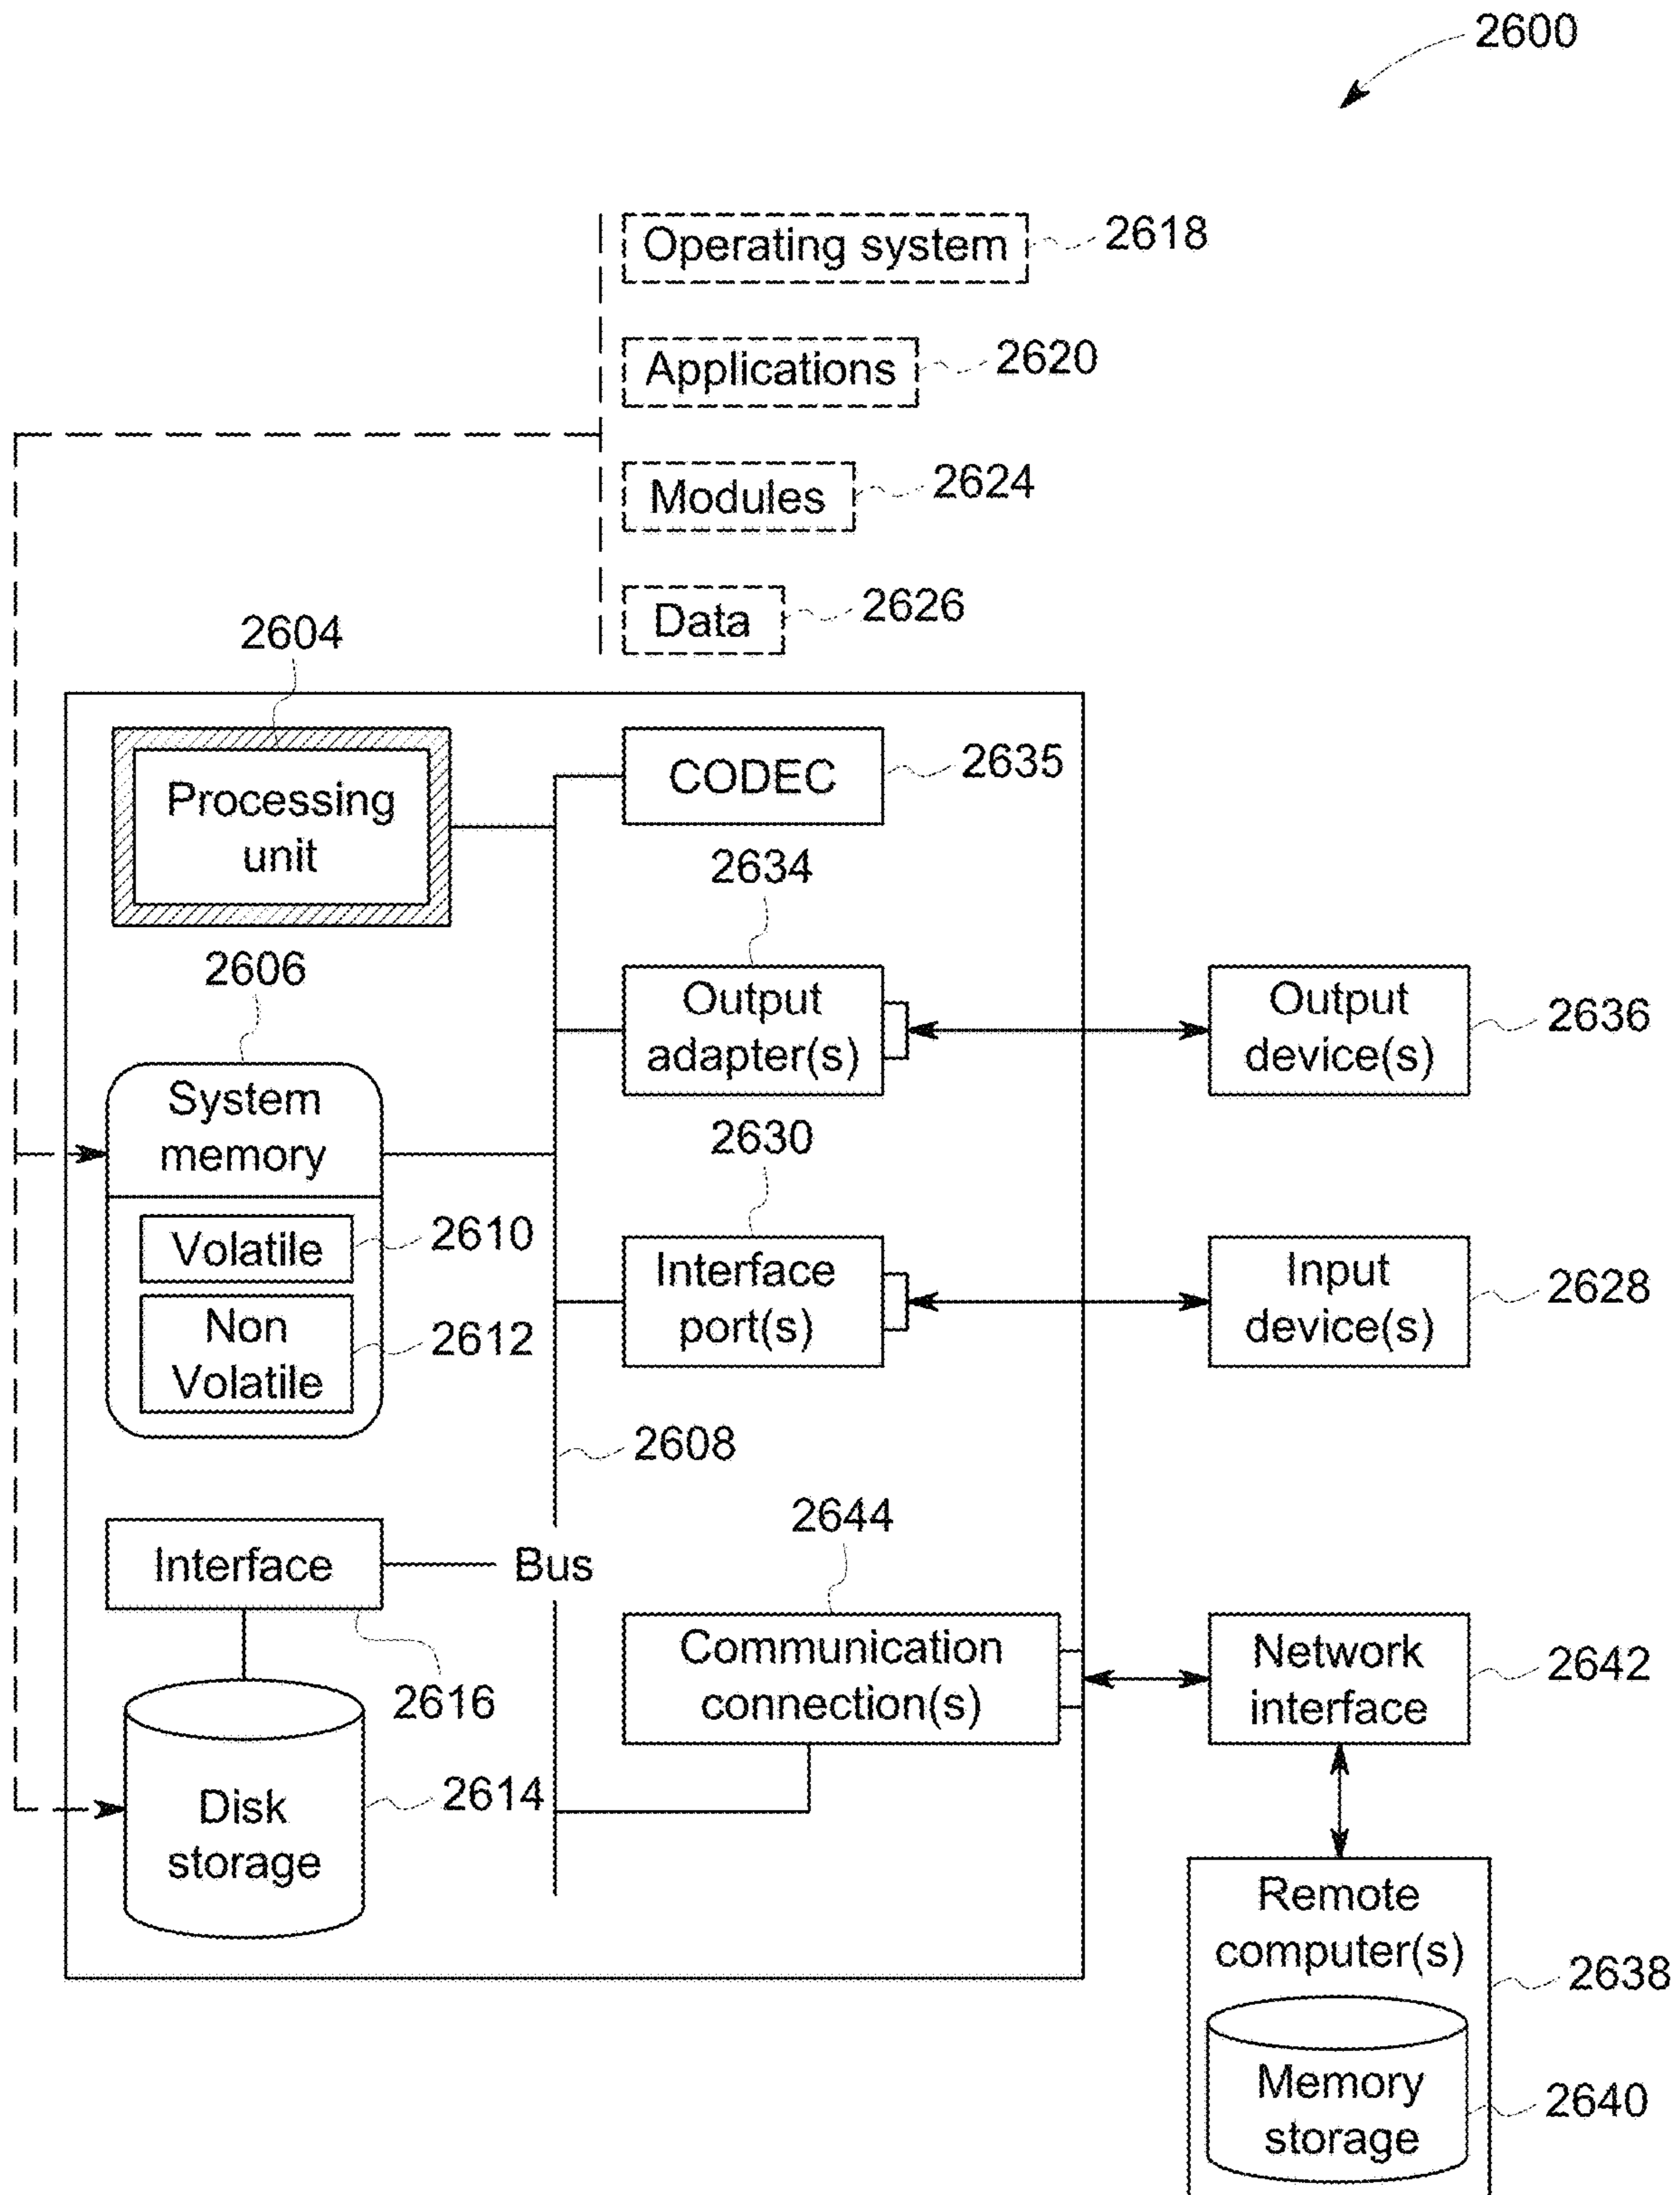 2600
Operating system
2618
Applications
2620
Modules
2624
Data
2626
2604
Processing
unit
CODEC
2635
2634
2606
Output
adapter(s)
Output
device(s)
2636
System
memory
2630
Volatile
2610
Non
Volatile
2612
Interface
port(s)
Input
device(s)
2628
2608
2644
Interface
Bus
2616
Communication
connection(s)
Network
interface
2642
Disk
storage
2614
Remote
computer(s)
2638
Memory
storage
2640